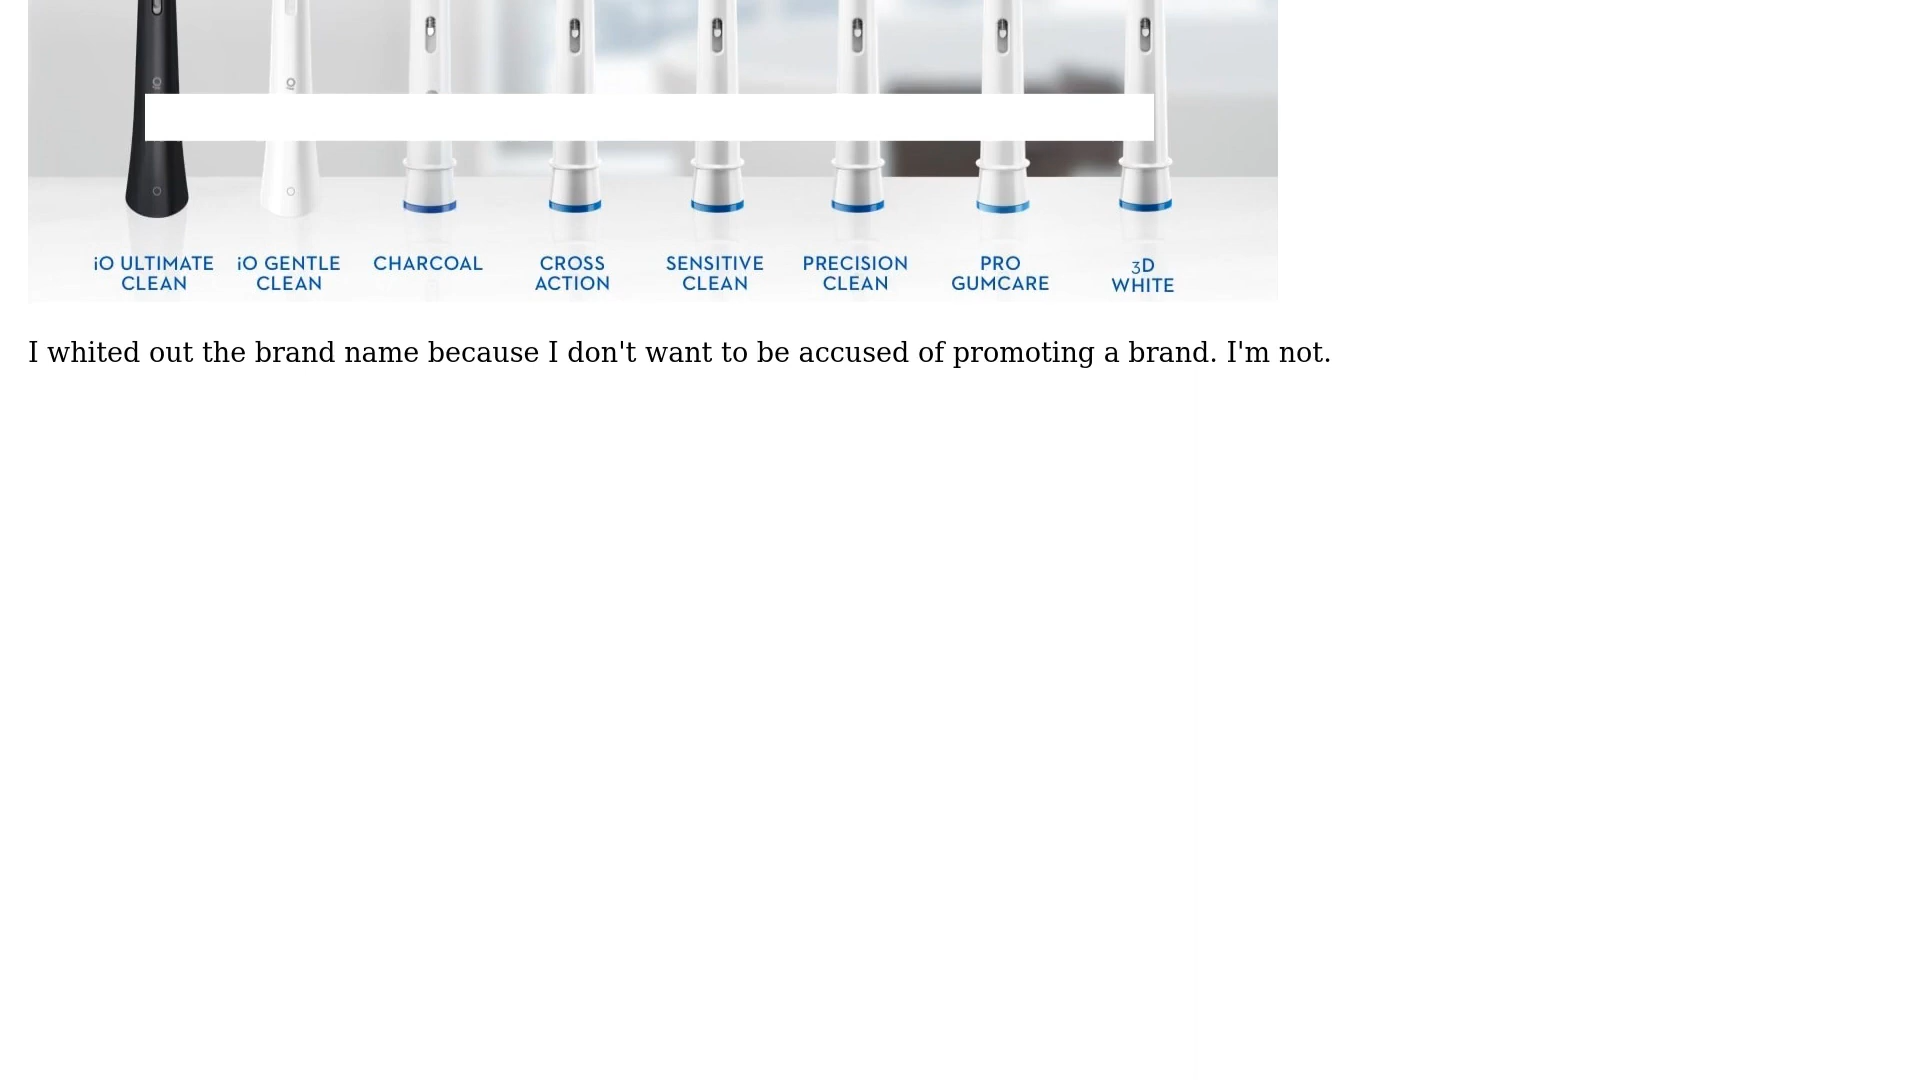 iO ULTIMATE CLEAN
iO GENTLE CLEAN
CHARCOAL
CROSS ACTION
SENSITIVE CLEAN
PRECISION CLEAN
PRO GUMCARE
3D WHITE
I whited out the brand name because I don't want to be accused of promoting a brand. I'm not.